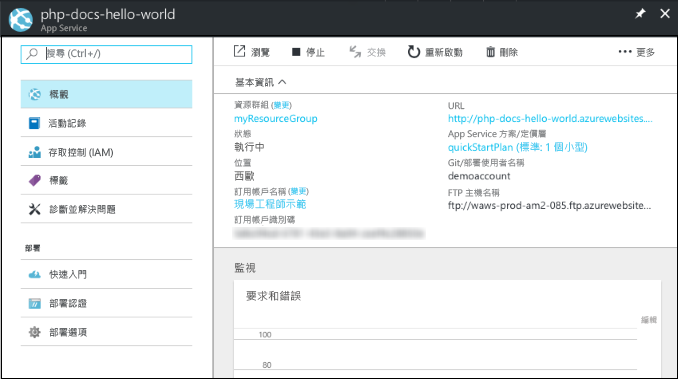 php-docs-hello-world
App Service
搜尋 (Ctrl+/)
瀏覽
停止
交換
重新啟動
刪除
更多
概觀
活動記錄
存取控制 (IAM)
標籤
診斷並解決問題
部署
快速入門
部署認證
部署選項
基本資訊
資源群組 (變更)
myResourceGroup
狀態
執行中
位置
西歐
訂用帳戶名稱 (變更)
現場工程師示範
訂用帳戶識別碼
URL
http://php-docs-hello-world.azurewebsites....
App Service 方案/定價層
quickStartPlan (標準: 1 個小型)
Git/部署使用者名稱
demoaccount
FTP 主機名稱
ftp://waws-prod-am2-085.ftp.azurewebsite...
監視
要求和錯誤
編輯
100
80